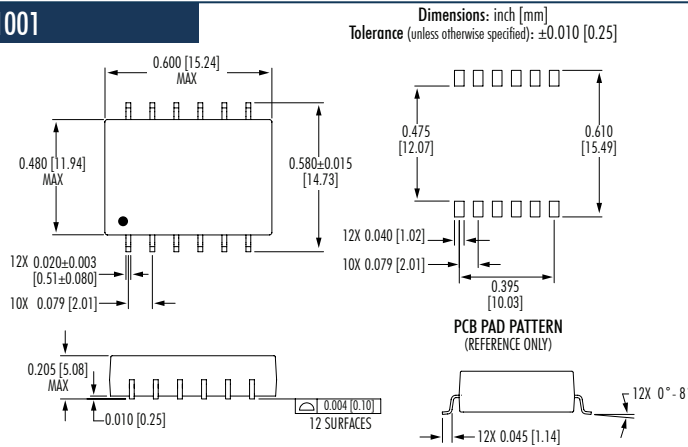 1001
Dimensions: inch [mm]
Tolerance (unless otherwise specified): ±0.010 [0.25]
0.600 [15.24]
MAX
0.480 [11.94]
MAX
0.580±0.015
[14.73]
12X 0.020±0.003
[0.51±0.080]
10X 0.079 [2.01]
0.475
[12.07]
0.610
[15.49]
12X 0.040 [1.02]
10X 0.079 [2.01]
0.395
[10.03]
PCB PAD PATTERN
(REFERENCE ONLY)
0.205 [5.08]
MAX
0.010 [0.25]
0.004 [0.10]
12 SURFACES
12X 0°- 8°
12X 0.045 [1.14]